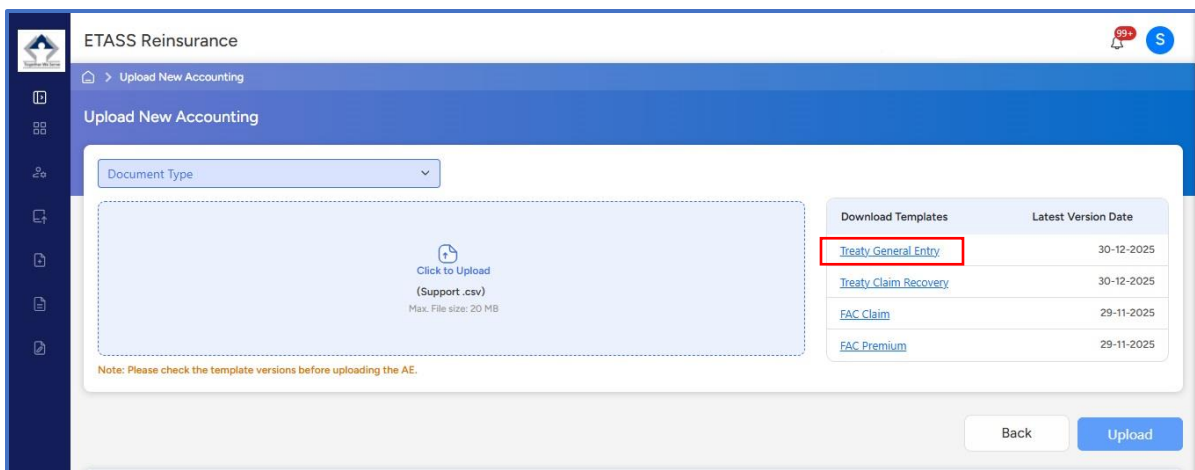 ETASS Reinsurance
99+
S
Together We Serve
> Upload New Accounting
Upload New Accounting
Document Type
Click to Upload
(Support .csv)
Max. File size: 20 MB
Note: Please check the template versions before uploading the AE.
Download Templates Latest Version Date
Treaty General Entry 30-12-2025
Treaty Claim Recovery 30-12-2025
FAC Claim 29-11-2025
FAC Premium 29-11-2025
Back Upload